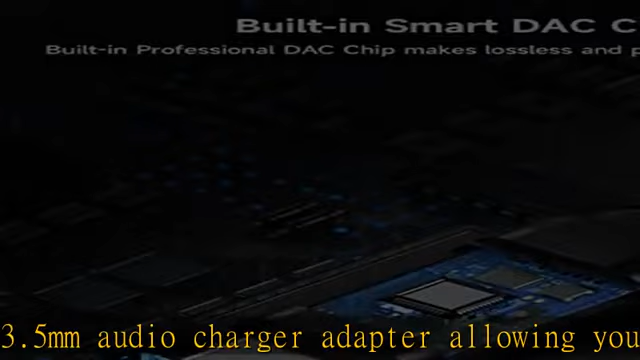 Built-in Smart DAC C
Built-in Professional DAC Chip makes lossless and p
3.5mm audio charger adapter allowing you